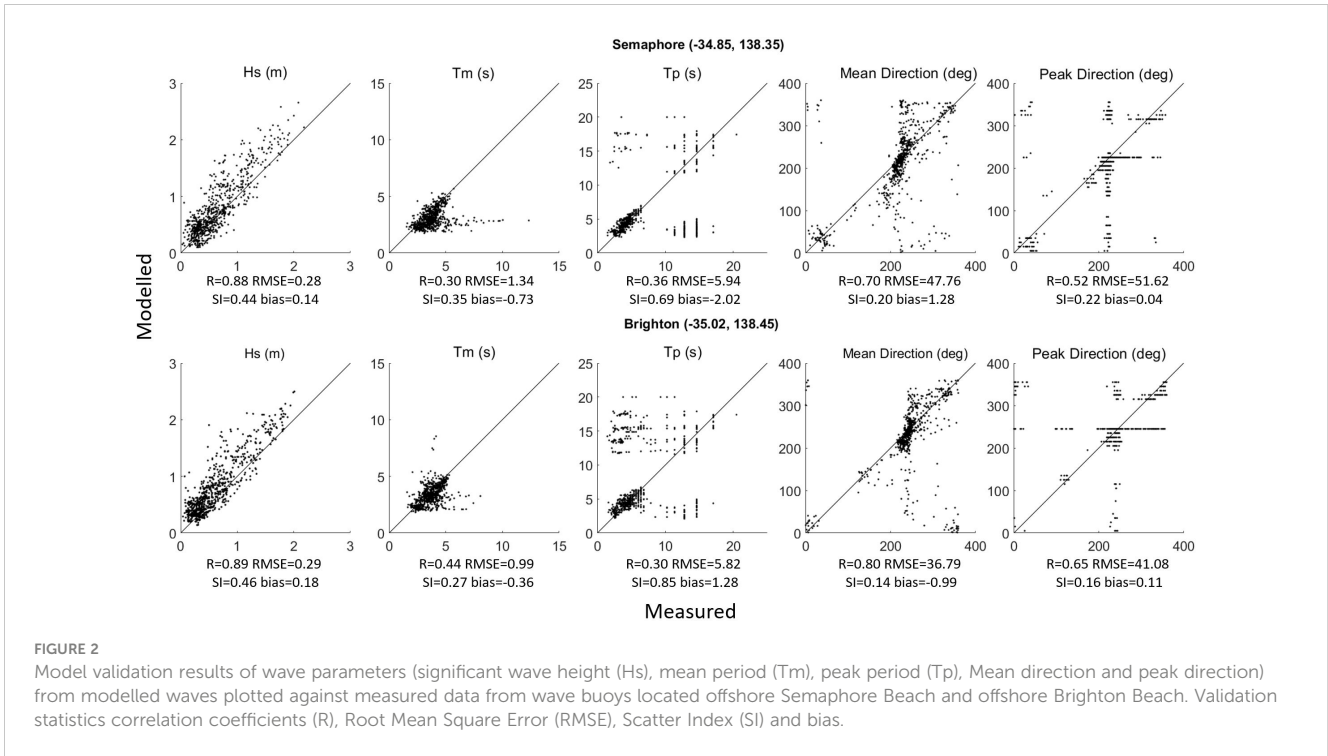 Semaphore (-34.85, 138.35)
Hs (m)
Tm (s)
Tp (s)
Mean Direction (deg)
Peak Direction (deg)
3
2
1
0
0
1
2
3
15
10
5
0
0
5
10
15
25
20
15
10
5
0
0
10
20
400
300
200
100
0
0
200
400
400
300
200
100
0
0
200
400
R=0.88 RMSE=0.28
SI=0.44 bias=0.14
R=0.30 RMSE=1.34
SI=0.35 bias=-0.73
R=0.36 RMSE=5.94
SI=0.69 bias=-2.02
R=0.70 RMSE=47.76
SI=0.20 bias=1.28
R=0.52 RMSE=51.62
SI=0.22 bias=0.04
Modelled
Brighton (-35.02, 138.45)
Hs (m)
Tm (s)
Tp (s)
Mean Direction (deg)
Peak Direction (deg)
3
2
1
0
0
1
2
3
15
10
5
0
0
5
10
15
25
20
15
10
5
0
0
10
20
400
300
200
100
0
0
200
400
400
300
200
100
0
0
200
400
R=0.89 RMSE=0.29
SI=0.46 bias=0.18
R=0.44 RMSE=0.99
SI=0.27 bias=-0.36
R=0.30 RMSE=5.82
SI=0.85 bias=1.28
R=0.80 RMSE=36.79
SI=0.14 bias=-0.99
R=0.65 RMSE=41.08
SI=0.16 bias=0.11
Measured
FIGURE 2
Model validation results of wave parameters (significant wave height (Hs), mean period (Tm), peak period (Tp), Mean direction and peak direction)
from modelled waves plotted against measured data from wave buoys located offshore Semaphore Beach and offshore Brighton Beach. Validation
statistics correlation coefficients (R), Root Mean Square Error (RMSE), Scatter Index (SI) and bias.